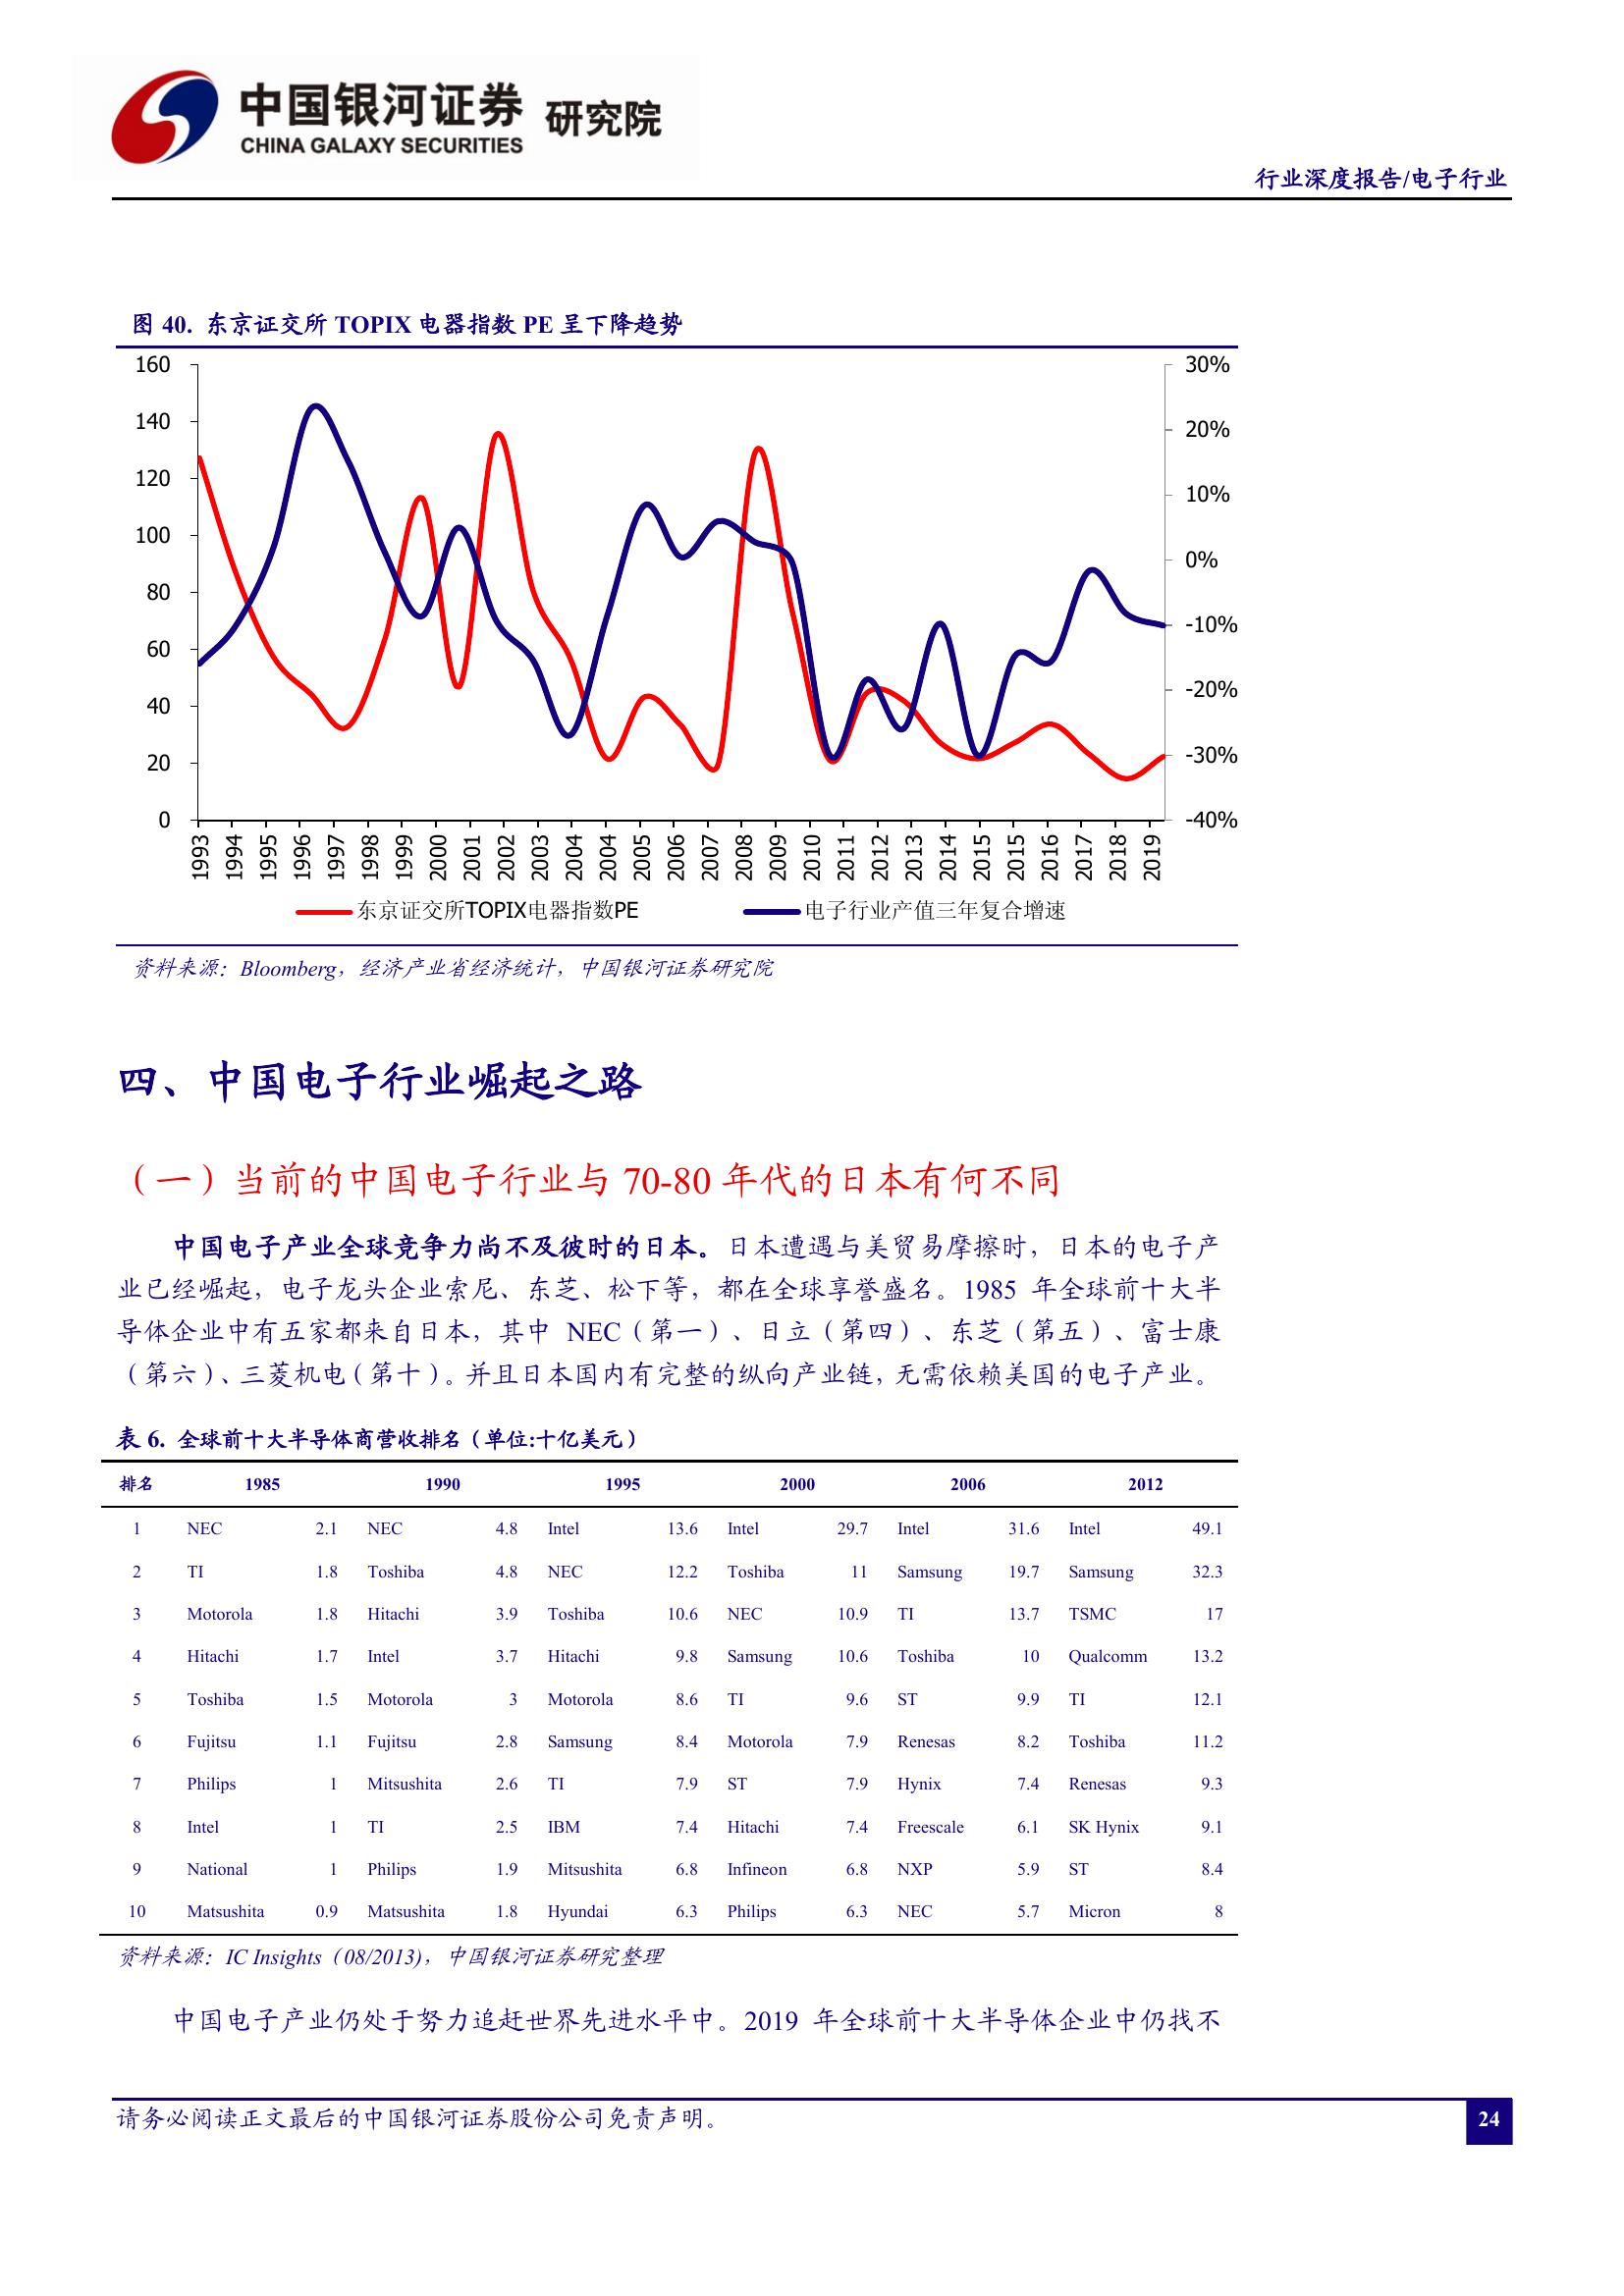 中国银河证券 研究院
CHINA GALAXY SECURITIES
行业深度报告/电子行业
图 40. 东京证交所 TOPIX 电器指数 PE 呈下降趋势
160
140
120
100
80
60
40
20
0
30%
20%
10%
0%
-10%
-20%
-30%
-40%
1993 1994 1995 1996 1997 1998 1999 2000 2001 2002 2003 2004 2004 2005 2006 2007 2008 2009 2010 2011 2012 2013 2014 2015 2015 2016 2017 2018 2019
东京证交所TOPIX电器指数PE 电子行业产值三年复合增速
资料来源：Bloomberg，经济产业省经济统计，中国银河证券研究院
四、中国电子行业崛起之路
（一）当前的中国电子行业与 70-80 年代的日本有何不同
中国电子产业全球竞争力尚不及彼时的日本。日本遭遇与美贸易摩擦时，日本的电子产
业已经崛起，电子龙头企业索尼、东芝、松下等，都在全球享誉盛名。1985 年全球前十大半
导体企业中有五家都来自日本，其中 NEC（第一）、日立（第四）、东芝（第五）、富士康
（第六）、三菱机电（第十）。并且日本国内有完整的纵向产业链，无需依赖美国的电子产业。
表 6. 全球前十大半导体商营收排名（单位:十亿美元）
排名 1985 1990 1995 2000 2006 2012
1 NEC 2.1 NEC 4.8 Intel 13.6 Intel 29.7 Intel 31.6 Intel 49.1
2 TI 1.8 Toshiba 4.8 NEC 12.2 Toshiba 11 Samsung 19.7 Samsung 32.3
3 Motorola 1.8 Hitachi 3.9 Toshiba 10.6 NEC 10.9 TI 13.7 TSMC 17
4 Hitachi 1.7 Intel 3.7 Hitachi 9.8 Samsung 10.6 Toshiba 10 Qualcomm 13.2
5 Toshiba 1.5 Motorola 3 Motorola 8.6 TI 9.6 ST 9.9 TI 12.1
6 Fujitsu 1.1 Fujitsu 2.8 Samsung 8.4 Motorola 7.9 Renesas 8.2 Toshiba 11.2
7 Philips 1 Mitsushita 2.6 TI 7.9 ST 7.9 Hynix 7.4 Renesas 9.3
8 Intel 1 TI 2.5 IBM 7.4 Hitachi 7.4 Freescale 6.1 SK Hynix 9.1
9 National 1 Philips 1.9 Mitsushita 6.8 Infineon 6.8 NXP 5.9 ST 8.4
10 Matsushita 0.9 Matsushita 1.8 Hyundai 6.3 Philips 6.3 NEC 5.7 Micron 8
资料来源：IC Insights（08/2013)，中国银河证券研究整理
中国电子产业仍处于努力追赶世界先进水平中。2019 年全球前十大半导体企业中仍找不
请务必阅读正文最后的中国银河证券股份公司免责声明。
24